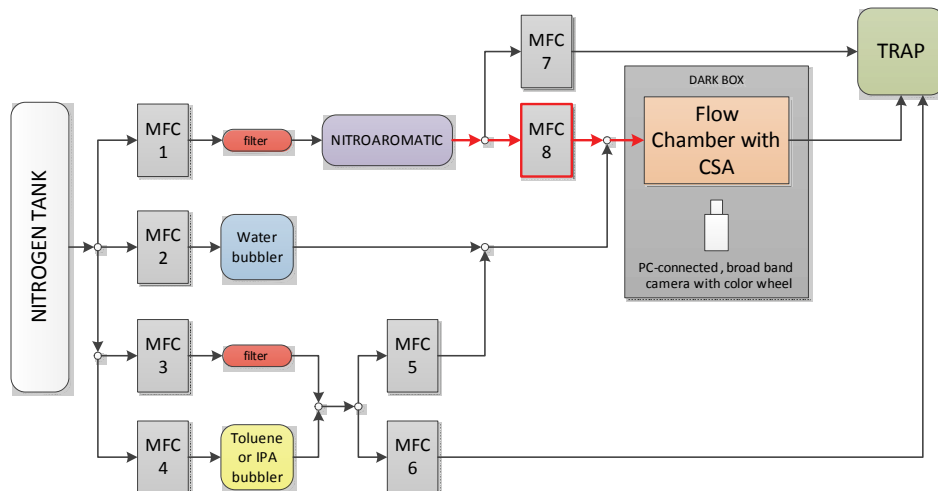 MFC
7
TRAP
DARK BOX
NITROGEN TANK
MFC
1
filter
NITROAROMATIC
MFC
8
Flow
Chamber with
CSA
MFC
2
Water
bubbler
PC-connected, broad band
camera with color wheel
MFC
3
filter
MFC
5
MFC
4
Toluene
or IPA
bubbler
MFC
6